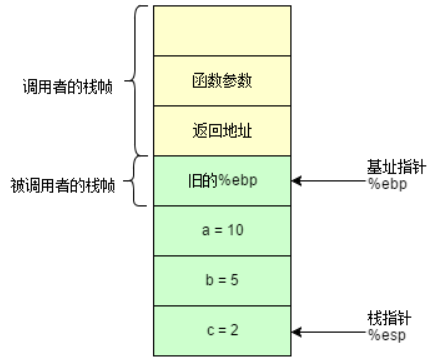 调用者的栈帧
函数参数
返回地址
被调用者的栈帧
旧的%ebp
基址指针
%ebp
a = 10
b = 5
c = 2
栈指针
%esp